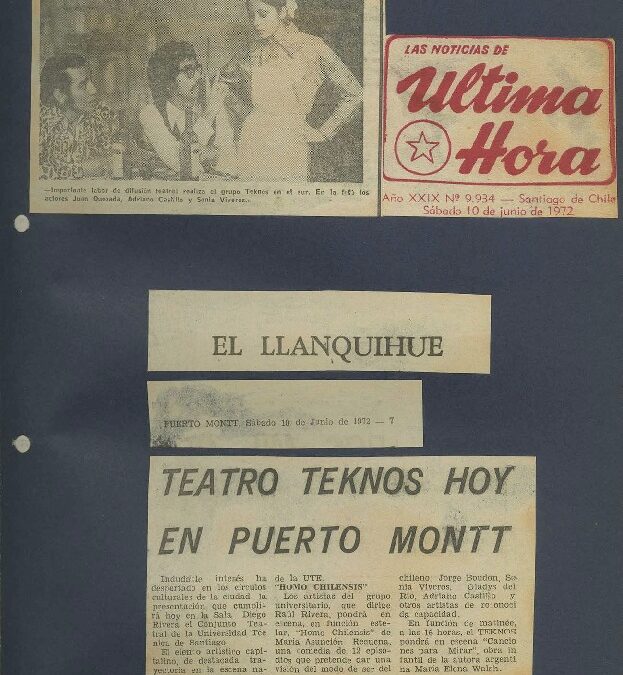 —Importante labor de difusión teatral realiza el grupo Teknos en el sur. En la foto los
actores Juan Quezada, Adriano Castillo y Sonia Viveros.
LAS NOTICIAS DE
Ultima
Hora
Año XXIX Nº 9.934 — Santiago de Chile
Sábado 10 de junio de 1972
EL LLANQUIHUE
PUERTO MONTT, Sábado 10 de Junio de 1972 — 7
TEATRO TEKNOS HOY
EN PUERTO MONTT
Indudable interés ha
despertado en los círculos
culturales de la ciudad la
presentación que cumpli-
rá hoy en la Sala Diego
Rivera el Conjunto Tea-
tral de la Universidad Téc
nica de Santiago.
El elenco artístico capi-
talino, de destacada tra-
yectoria en la escena na-
de la UTE.
"HOMO CHILENSIS"
Los artistas del grupo
universitario, que dirige
Raúl Rivera, pondrá en
escena, en función este-
lar, "Homo Chilensis" de
María Asunción Requena,
una comedia de 12 episo-
dios que pretende dar una
visión del modo de ser del
chileno Jorge Boudon, So
nia Viveros, Gladys del
Río, Adriano Castillo y
otros artistas de reconoci
da capacidad.
En función de matinée,
a las 16 horas, el TEKNOS
pondrá en escena "Cancio
nes para Mirar", obra in
fantil de la autora argenti
na María Elena Walch.